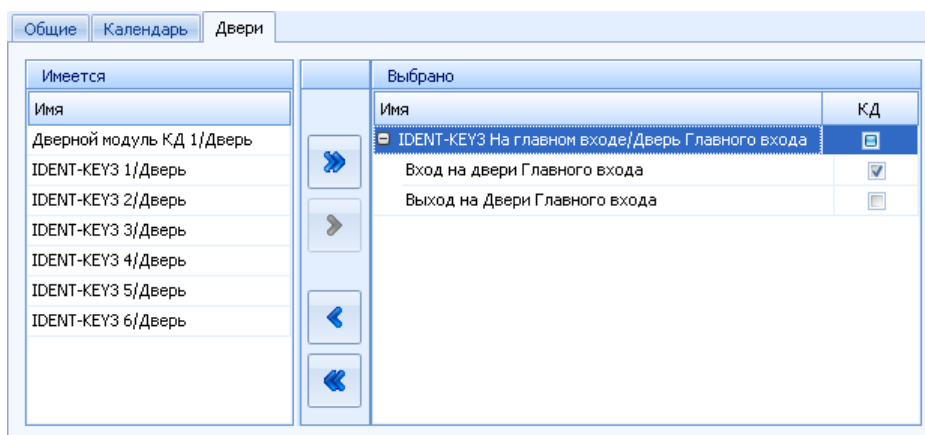 Общие Календарь Двери
Имеется Выбрано
Имя Имя КД
Дверной модуль КД 1/Дверь IDENT-KEY3 На главном входе/Дверь Главного входа
IDENT-KEY3 1/Дверь Вход на двери Главного входа
IDENT-KEY3 2/Дверь Выход на Двери Главного входа
IDENT-KEY3 3/Дверь
IDENT-KEY3 4/Дверь
IDENT-KEY3 5/Дверь
IDENT-KEY3 6/Дверь